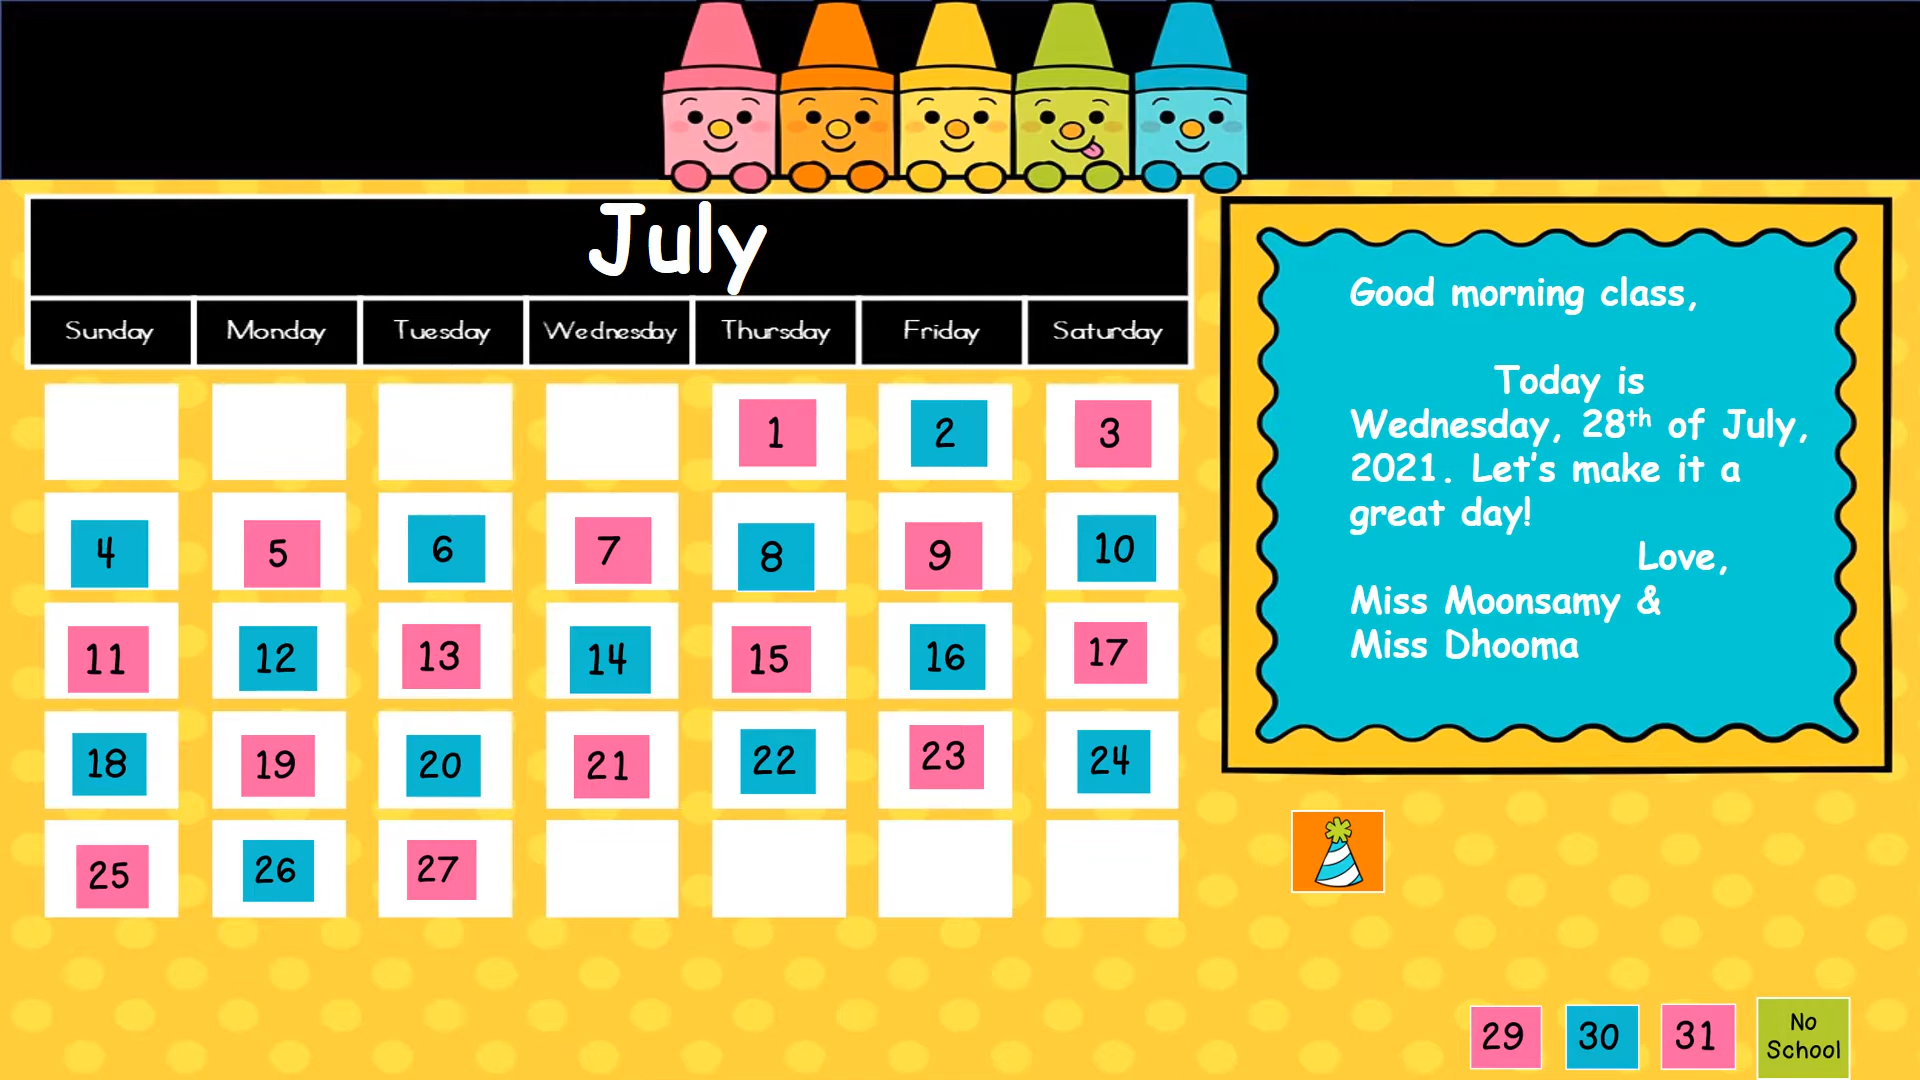 July
Sunday Monday Tuesday Wednesday Thursday Friday Saturday
1 2 3
4 5 6 7 8 9 10
11 12 13 14 15 16 17
18 19 20 21 22 23 24
25 26 27
Good morning class,
Today is
Wednesday, 28th of July,
2021. Let's make it a
great day!
Love,
Miss Moonsamy &
Miss Dhooma
29 30 31 No
School